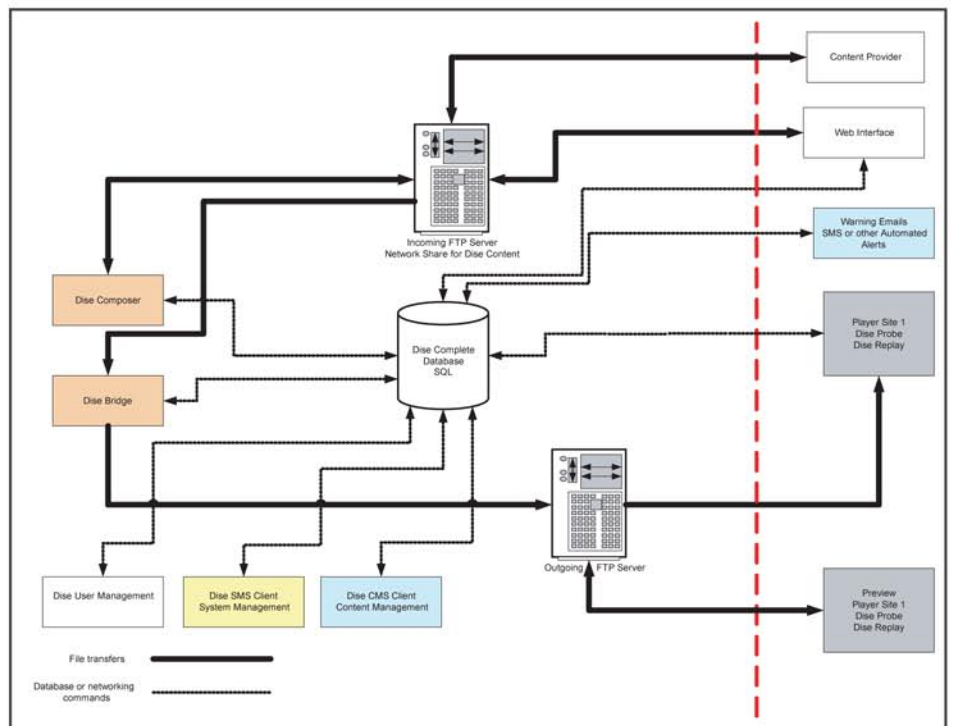 Content Provider
Web Interface
Incoming FTP Server
Network Share for Dise Content
Warning Emails
SMS or other Automated
Alerts
Dise Composer
Player Site 1
Dise Probe
Dise Replay
Dise Complete
Database
SQL
Dise Bridge
Outgoing FTP Server
Dise User Management
Dise SMS Client
System Management
Dise CMS Client
Content Management
Preview
Player Site 1
Dise Probe
Dise Replay
File transfers
Database or networking
commands